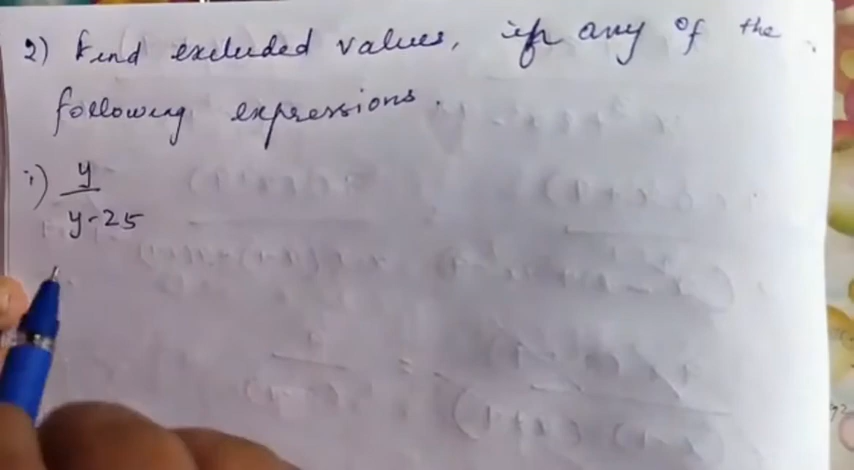 2) Find excluded values, if any of the
following expressions.
i) y
y-25